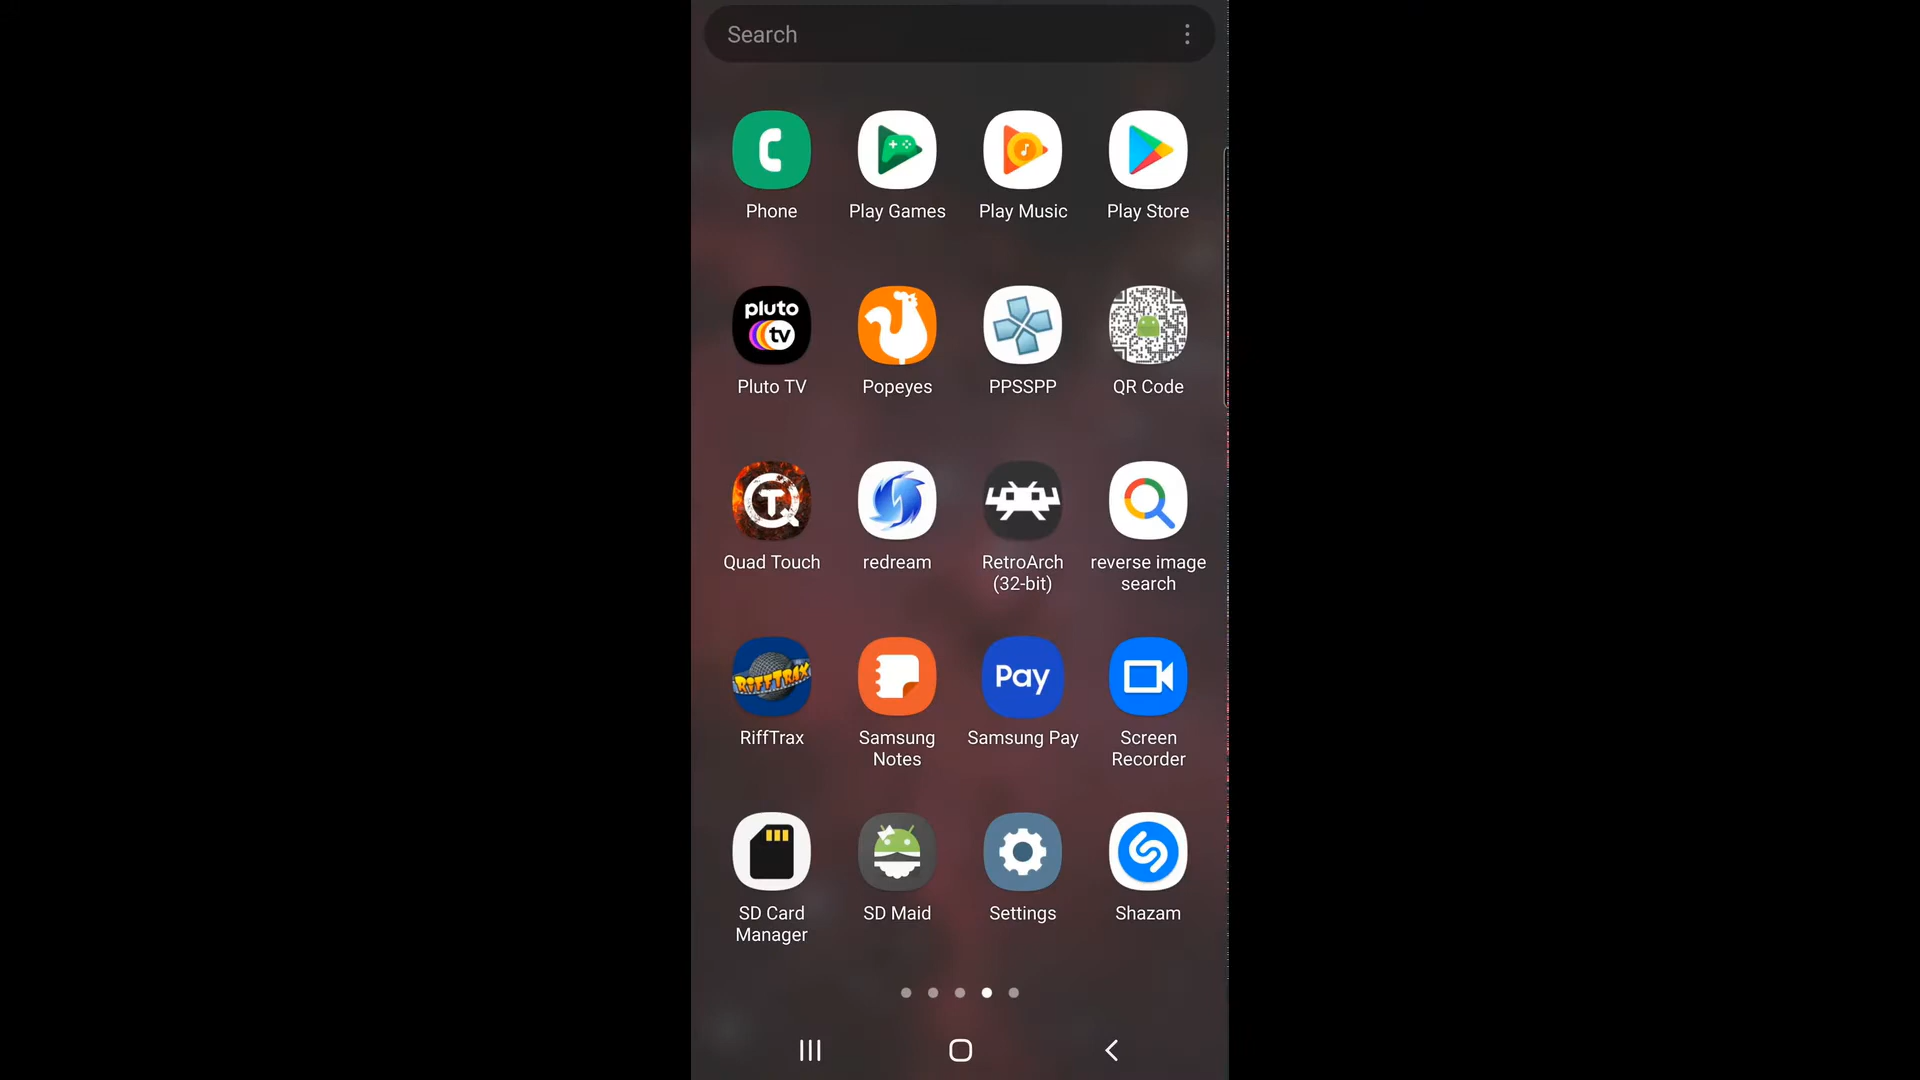 Search
Phone
Play Games
Play Music
Play Store
pluto
tv
Pluto TV
Popeyes
PPSSPP
QR Code
QT
Quad Touch
redream
RetroArch
(32-bit)
reverse image
search
RIFFTRAX
RiffTrax
Samsung
Notes
Pay
Samsung Pay
Screen
Recorder
SD Card
Manager
SD Maid
Settings
Shazam